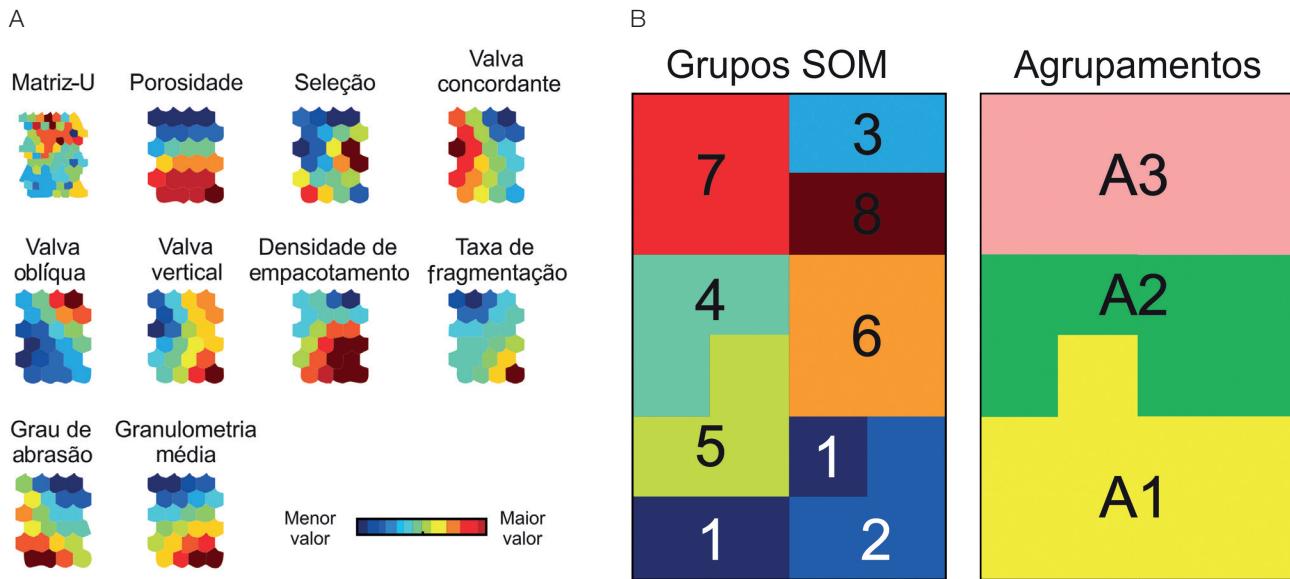 A
B
Matriz-U
Porosidade
Seleção
Valva
concordante
Valva
oblíqua
Valva
vertical
Densidade de
empacotamento
Taxa de
fragmentação
Grau de
abrasão
Granulometria
média
Menor
valor
Maior
valor
Grupos SOM
Agrupamentos
7
3
8
4
6
5
1
1
2
A3
A2
A1